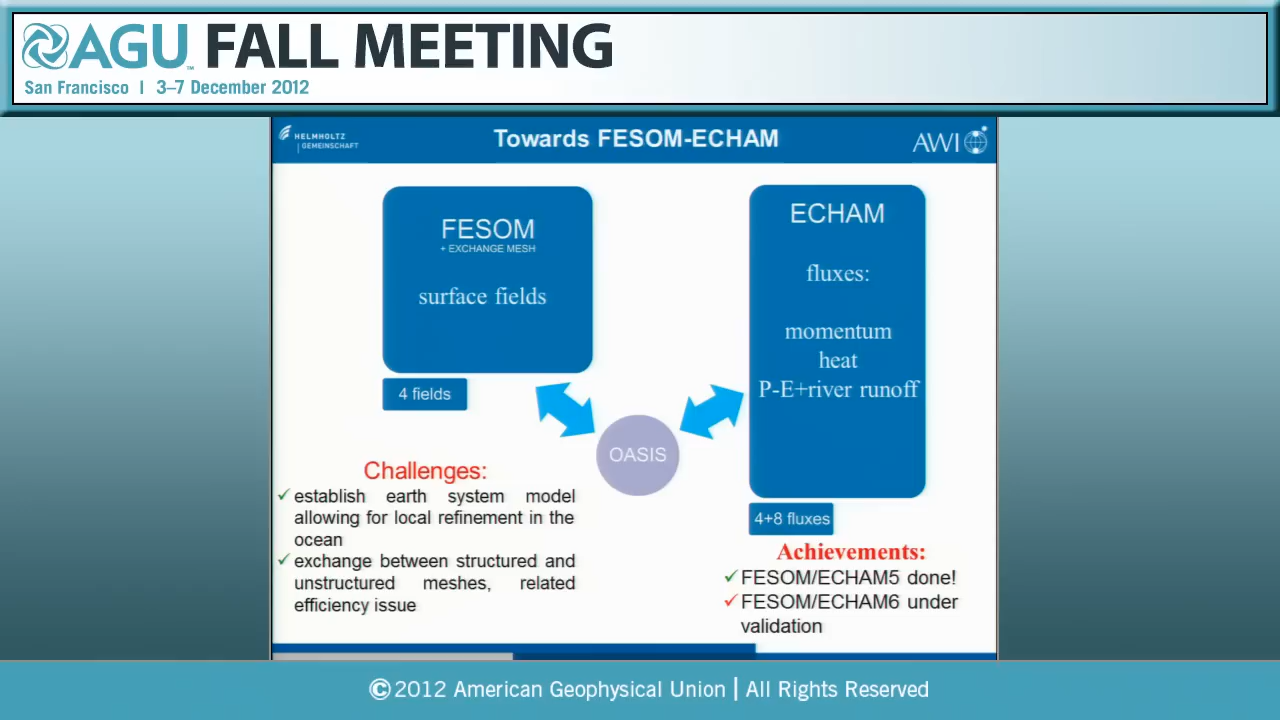 AGU™ FALL MEETING
San Francisco | 3–7 December 2012
HELMHOLTZ
GEMEINSCHAFT
Towards FESOM-ECHAM
AWI
FESOM
+ EXCHANGE MESH
surface fields
4 fields
ECHAM
fluxes:
momentum
heat
P-E+river runoff
4+8 fluxes
OASIS
Challenges:
✓establish earth system model
allowing for local refinement in the
ocean
✓exchange between structured and
unstructured meshes, related
efficiency issue
Achievements:
✓FESOM/ECHAM5 done!
✓FESOM/ECHAM6 under
validation
©2012 American Geophysical Union | All Rights Reserved